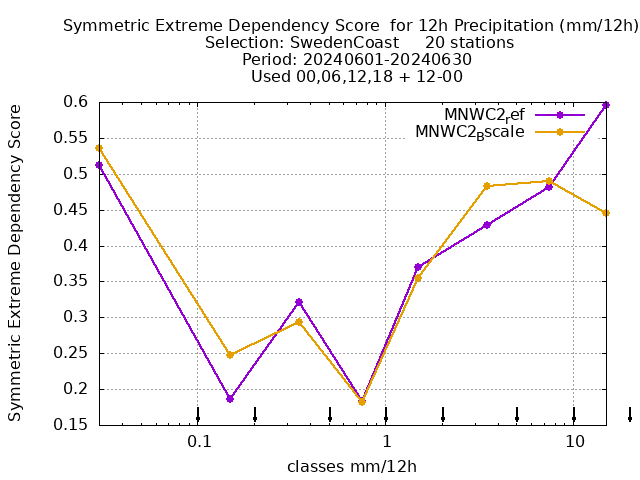 Symmetric Extreme Dependency Score  for 12h Precipitation (mm/12h)
Selection: SwedenCoast     20 stations
Period: 20240601-20240630
Used 00,06,12,18 + 12-00
MNWC2ref
MNWC2Bscale
0.6
0.55
0.5
0.45
0.4
0.35
0.3
0.25
0.2
0.15
Symmetric Extreme Dependency Score
0.1
1
10
classes mm/12h